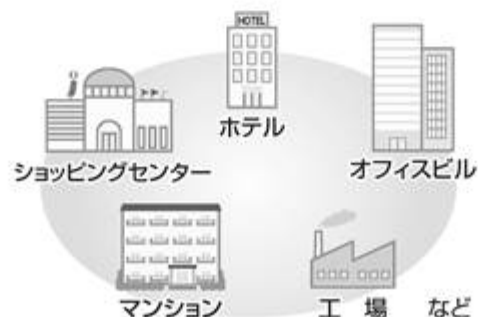 HOTEL
ホテル
ショッピングセンター
オフィスビル
マンション
工場 など